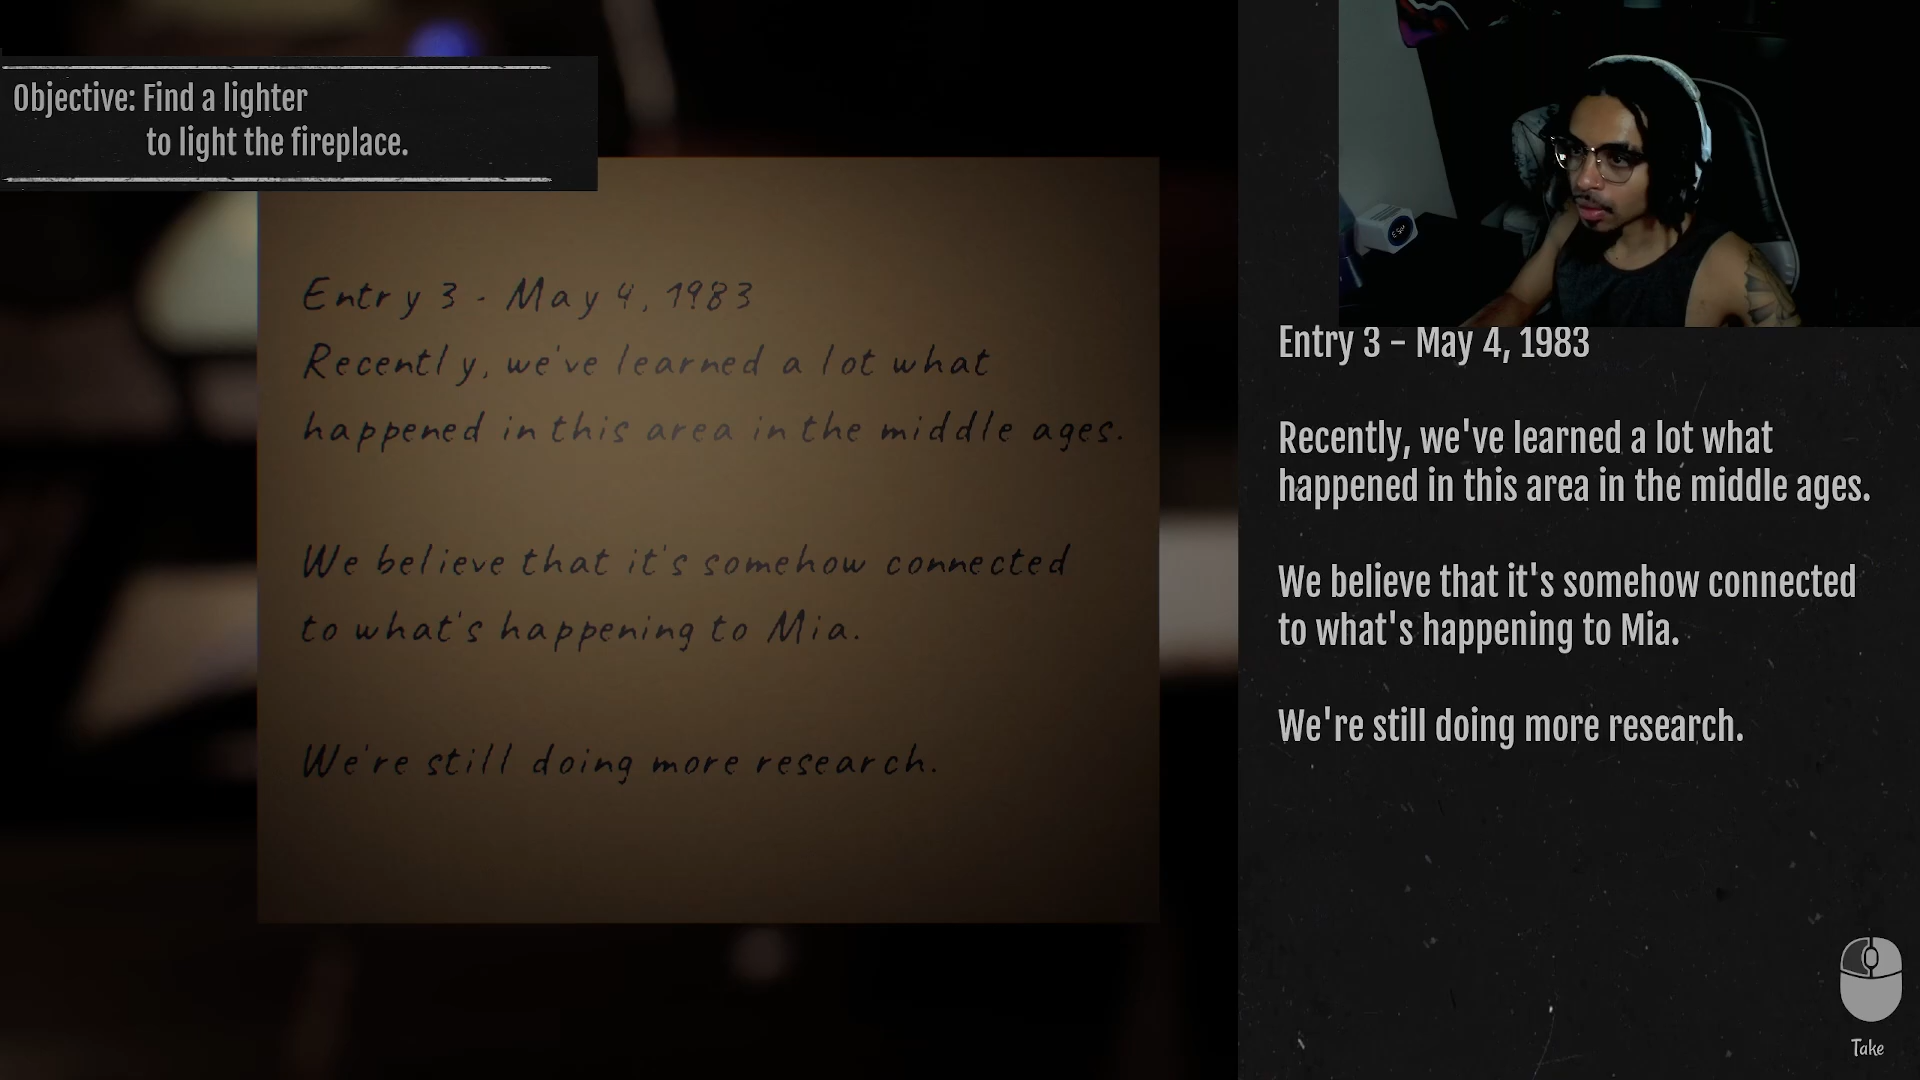 Objective: Find a lighter
to light the fireplace.
Entry 3 - May 4, 1983
Recently, we've learned a lot what
happened in this area in the middle ages.
We believe that it's somehow connected
to what's happening to Mia.
We're still doing more research.
Entry 3 - May 4, 1983
Recently, we've learned a lot what
happened in this area in the middle ages.
We believe that it's somehow connected
to what's happening to Mia.
We're still doing more research.
Take